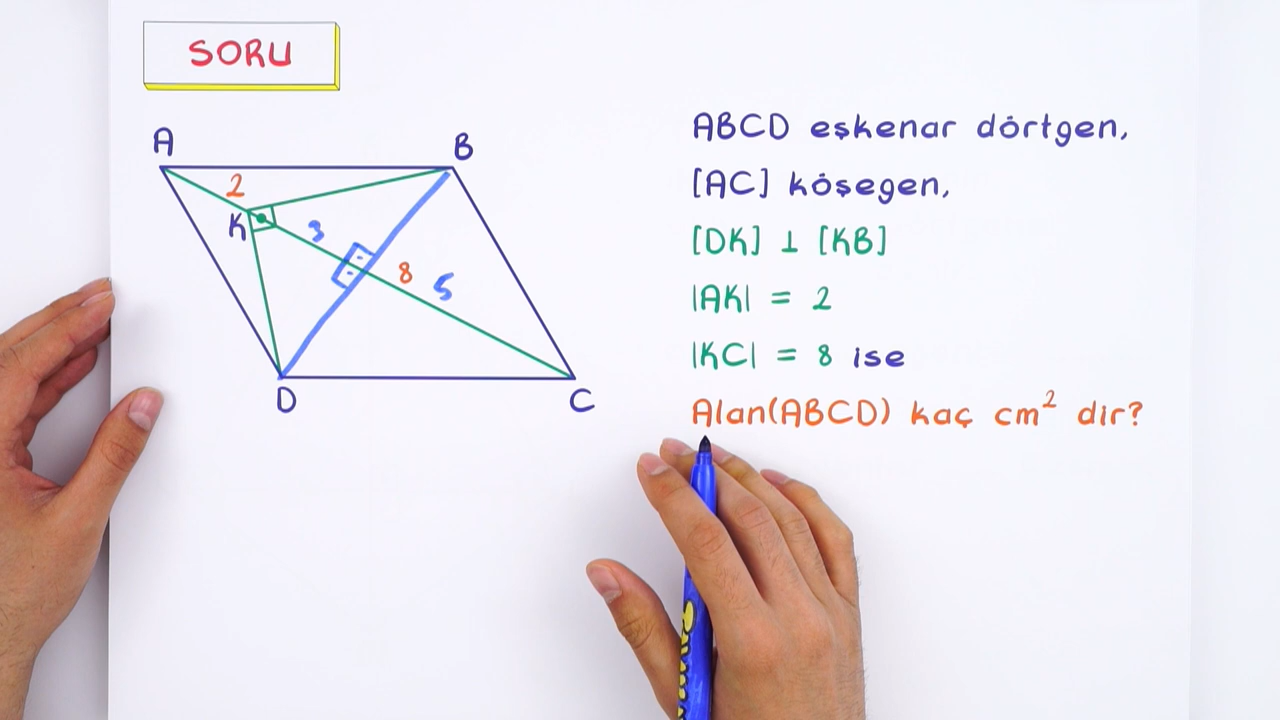 SORU
A
B
2
K
3
8
5
D
C
ABCD eşkenar dörtgen,
[AC] köşegen,
[DK] ⊥ [KB]
|AK| = 2
|KC| = 8 ise
Alan(ABCD) kaç cm² dir?